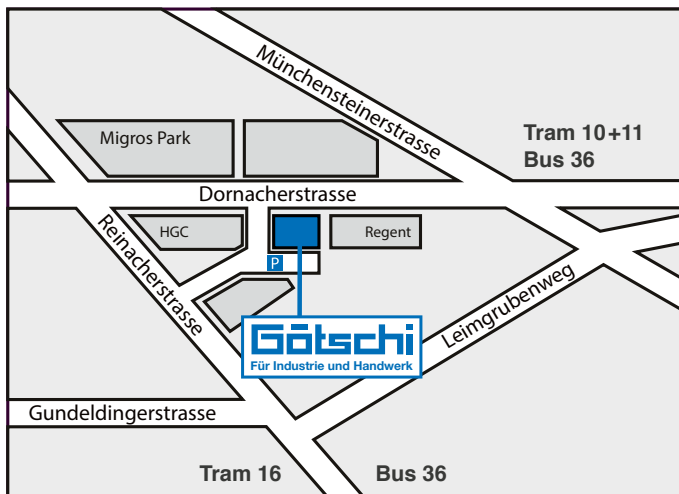 Münchensteinerstrasse
Tram 10+11
Bus 36
Migros Park
Dornacherstrasse
HGC
Regent
P
Reinacherstrasse
Leimgrubenweg
Götschi
Für Industrie und Handwerk
Gundeldingerstrasse
Tram 16
Bus 36